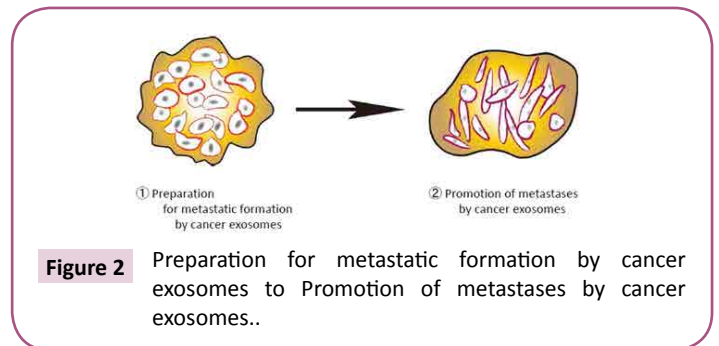 ① Preparation
for metastatic formation
by cancer exosomes
② Promotion of metastases
by cancer exosomes
Figure 2
Preparation for metastatic formation by cancer
exosomes to Promotion of metastases by cancer
exosomes..